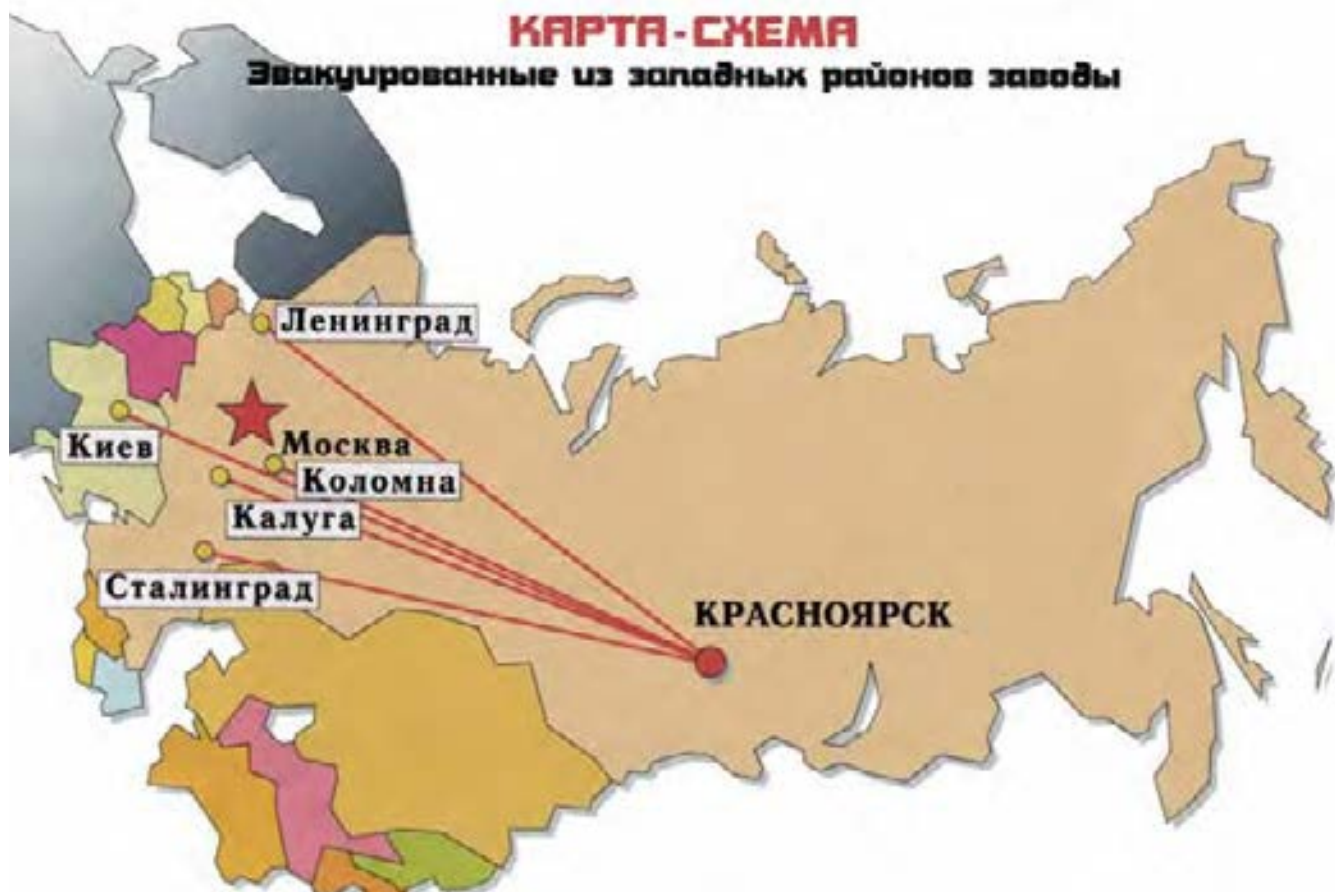 КАРТА-СХЕМА
Эвакуированные из западных районов заводы
Ленинград
Киев
Москва
Коломна
Калуга
Сталинград
КРАСНОЯРСК